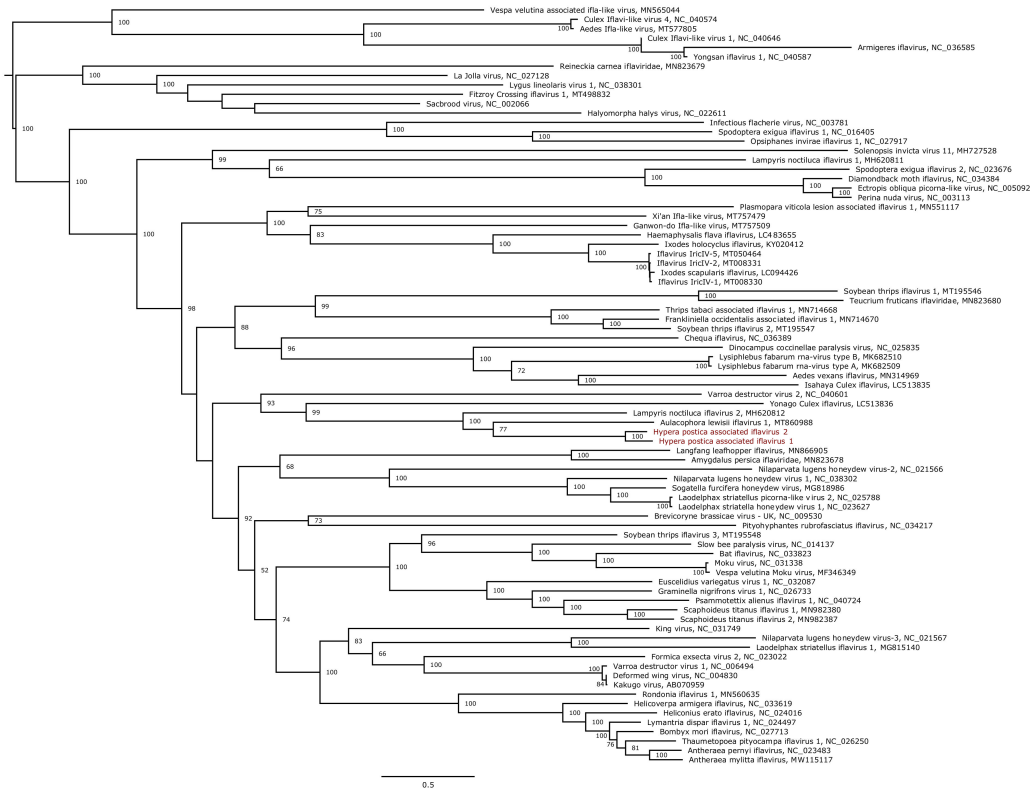 Vespa velutina associated ifla-like virus, MN565044
100
Culex Iflavi-like virus 4, NC_040574
100
100
Aedes Ifla-like virus, MT577805
Culex Iflavi-like virus 1, NC_040646
100
Armigeres iflavirus, NC_036585
100
Yongsan iflavirus 1, NC_040587
Reineckia carnea iflaviridae, MN823679
100
La Jolla virus, NC_027128
100
Lygus lineolaris virus 1, NC_038301
100
Fitzroy Crossing iflavirus 1, MT498832
Sacbrood virus, NC_002066
Halyomorpha halys virus, NC_022611
100
Infectious flacherie virus, NC_003781
100
Spodoptera exigua iflavirus 1, NC_016405
100
Opsiphanes invirae iflavirus, NC_027917
Solenopsis invicta virus 11, MH727528
99
Lampyris noctiluca iflavirus 1, MH620811
66
Spodoptera exigua iflavirus 2, NC_023676
100
Diamondback moth iflavirus, NC_034384
100
Ectropis obliqua picorna-like virus, NC_005092
100
Perina nuda virus, NC_003113
100
Plasmopara viticola lesion associated iflavirus 1, MN551117
75
Xi'an Ifla-like virus, MT757479
100
Ganwon-do Ifla-like virus, MT757509
83
Haemaphysalis flava iflavirus, LC483655
100
Ixodes holocyclus iflavirus, KY020412
100
Iflavirus IricIV-5, MT050464
Iflavirus IricIV-2, MT008331
100
Ixodes scapularis iflavirus, LC094426
Iflavirus IricIV-1, MT008330
100
Soybean thrips iflavirus 1, MT195546
100
Teucrium fruticans iflaviridae, MN823680
99
98
Thrips tabaci associated iflavirus 1, MN714668
100
Frankliniella occidentalis associated iflavirus 1, MN714670
100
Soybean thrips iflavirus 2, MT195547
88
Chequa iflavirus, NC_036389
96
Dinocampus coccinellae paralysis virus, NC_025835
100
Lysiphlebus fabarum rna-virus type B, MK682510
100
Lysiphlebus fabarum rna-virus type A, MK682509
72
Aedes vexans iflavirus, MN314969
100
Isahaya Culex iflavirus, LC513835
Varroa destructor virus 2, NC_040601
93
Yonago Culex iflavirus, LC513836
99
Lampyris noctiluca iflavirus 2, MH620812
100
Aulacophora lewisii iflavirus 1, MT860988
77
Hypera postica associated iflavirus 2
100
Hypera postica associated iflavirus 1
Langfang leafhopper iflavirus, MN866905
100
Amygdalus persica iflaviridae, MN823678
68
Nilaparvata lugens honeydew virus-2, NC_021566
100
Nilaparvata lugens honeydew virus 1, NC_038302
100
Sogatella furcifera honeydew virus, MG818986
100
Laodelphax striatellus picorna-like virus 2, NC_025788
100
Laodelphax striatella honeydew virus 1, NC_023627
92
Brevicoryne brassicae virus - UK, NC_009530
73
Pityohyphantes rubrofasciatus iflavirus, NC_034217
Soybean thrips iflavirus 3, MT195548
96
Slow bee paralysis virus, NC_014137
100
Bat iflavirus, NC_033823
100
Moku virus, NC_031338
100
Vespa velutina Moku virus, MF346349
52
100
Euscelidius variegatus virus 1, NC_032087
100
Graminella nigrifrons virus 1, NC_026733
100
Psammotettix alienus iflavirus 1, NC_040724
100
Scaphoideus titanus iflavirus 1, MN982380
100
Scaphoideus titanus iflavirus 2, MN982387
74
King virus, NC_031749
83
Nilaparvata lugens honeydew virus-3, NC_021567
100
Laodelphax striatellus iflavirus 1, MG815140
66
Formica exsecta virus 2, NC_023022
100
Varroa destructor virus 1, NC_006494
100
Deformed wing virus, NC_004830
84
Kakugo virus, AB070959
100
Rondonia iflavirus 1, MN560635
100
Helicoverpa armigera iflavirus, NC_033619
100
Heliconius erato iflavirus, NC_024016
100
Lymantria dispar iflavirus 1, NC_024497
100
Bombyx mori iflavirus, NC_027713
76
Thaumetopoea pityocampa iflavirus 1, NC_026250
81
Antheraea pernyi iflavirus, NC_023483
100
Antheraea mylitta iflavirus, MW115117
0.5